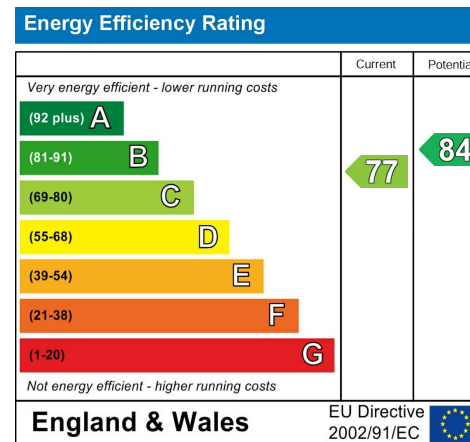 Energy Efficiency Rating
Current Potentia
Very energy efficient - lower running costs
(92 plus) A
(81-91) B
84
77
(69-80) C
(55-68) D
(39-54) E
(21-38) F
(1-20) G
Not energy efficient - higher running costs
England & Wales
EU Directive
2002/91/EC